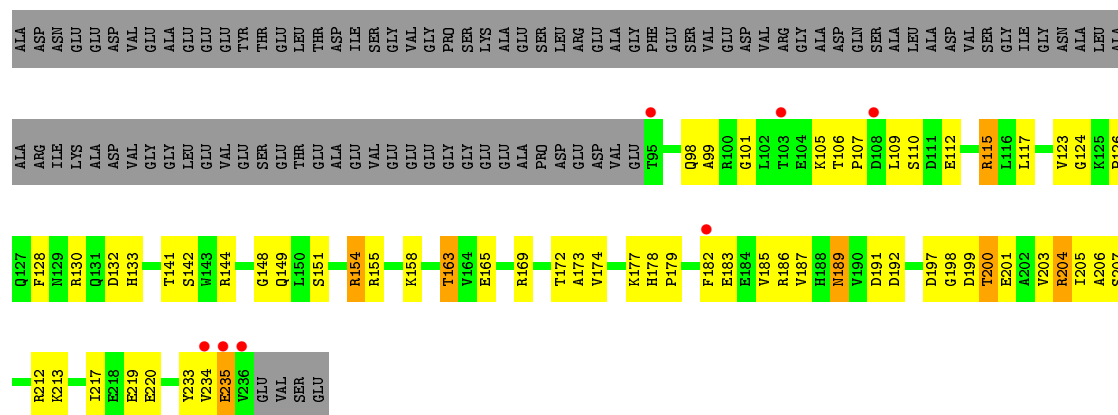 ALA ASP ASN GLU GLU ASP VAL GLU ALA GLU GLU GLU TYR THR GLU LEU THR ASP ILE SER GLY VAL GLY PRO SER LYS ALA GLU SER LEU ARG GLU ALA GLY PHE GLU SER VAL GLU ASP VAL ARG GLY ALA ASP GLN SER ALA LEU ALA ASP VAL SER GLY ILE GLY ASN ALA LEU ALA
ALA ARG ILE LYS ALA ASP VAL GLY GLY LEU GLU VAL GLU SER GLU THR GLU ALA GLU VAL GLU GLU GLU GLY GLY GLU GLU ALA PRO ASP GLU ASP VAL GLU T95 Q98 A99 R100 G101 L102 T103 E104 K105 T106 P107 D108 L109 S110 D111 E112 R115 L116 L117 V123 G124 K125 P126
Q127 F128 N129 R130 Q131 D132 H133 T141 S142 W143 R144 G148 Q149 L150 S151 R154 R155 K158 T163 V164 E165 R169 T172 A173 V174 K177 H178 P179 F182 E183 E184 V185 R186 V187 H188 N189 V190 D191 D192 D197 G198 D199 T200 E201 A202 V203 R204 I205 A206 S207
R212 K213 I217 E218 E219 E220 Y233 V234 E235 V236 GLU VAL SER GLU